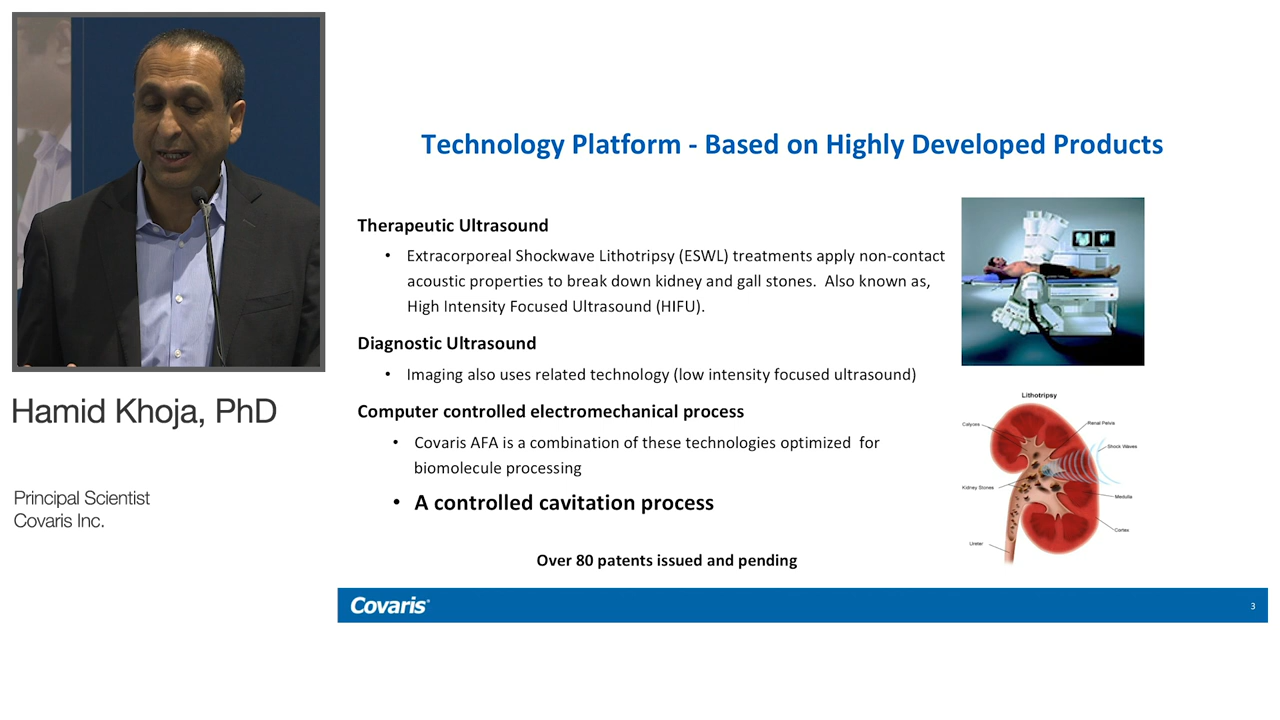 Technology Platform - Based on Highly Developed Products
Therapeutic Ultrasound
• Extracorporeal Shockwave Lithotripsy (ESWL) treatments apply non-contact
acoustic properties to break down kidney and gall stones. Also known as,
High Intensity Focused Ultrasound (HIFU).
Diagnostic Ultrasound
• Imaging also uses related technology (low intensity focused ultrasound)
Computer controlled electromechanical process
• Covaris AFA is a combination of these technologies optimized for
biomolecule processing
• A controlled cavitation process
Over 80 patents issued and pending
Lithotripsy
Calyces
Renal Pelvis
Shock Waves
Kidney Stones
Medulla
Cortex
Ureter
Covaris®
3
Hamid Khoja, PhD
Principal Scientist
Covaris Inc.